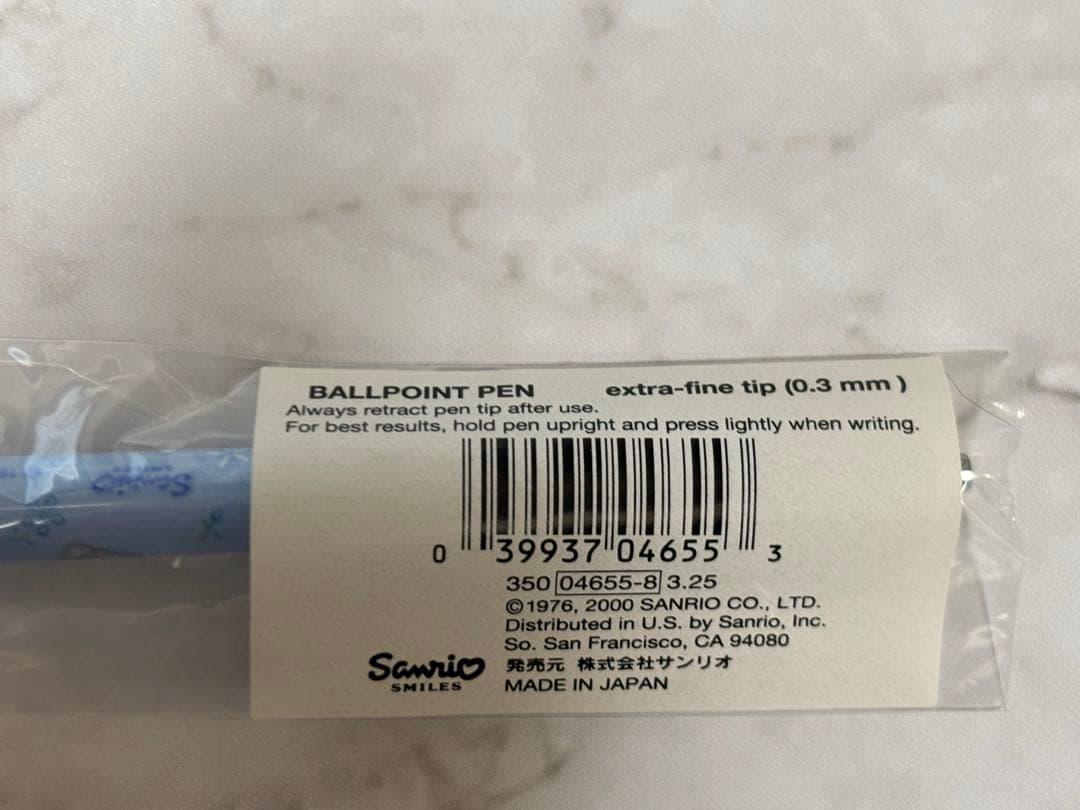 BALLPOINT PEN extra-fine tip (0.3 mm )
Always retract pen tip after use.
For best results, hold pen upright and press lightly when writing.
0 39937 04655 3
350 04655-8 3.25
©1976, 2000 SANRIO CO., LTD.
Distributed in U.S. by Sanrio, Inc.
So. San Francisco, CA 94080
発売元 株式会社サンリオ
MADE IN JAPAN
Sanrio
SMILES
Sanrio
SMILES